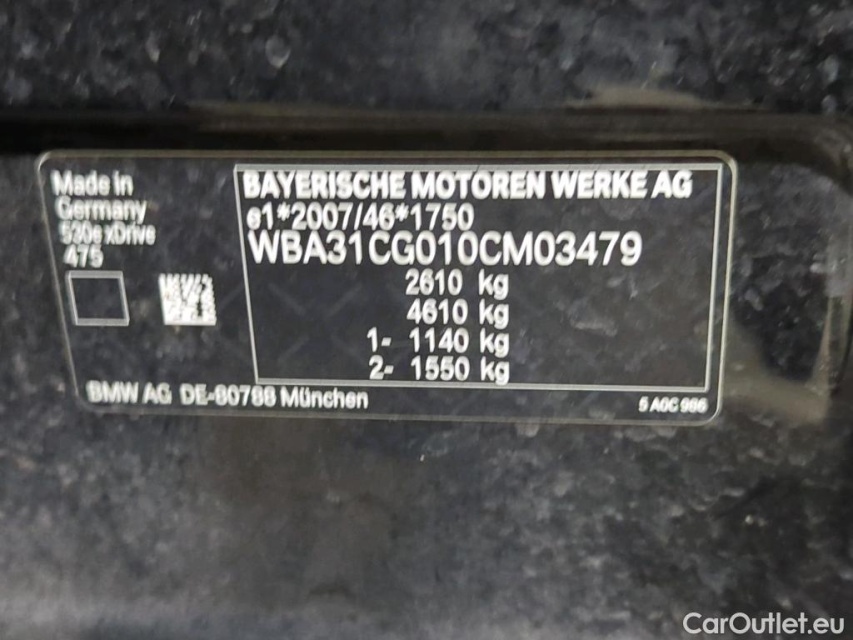 Made in
Germany
530e xDrive
475
BAYERISCHE MOTOREN WERKE AG
e1*2007/46*1750
WBA31CG010CM03479
2610 kg
4610 kg
1- 1140 kg
2- 1550 kg
BMW AG DE-80788 München
5 A0C 986
CarOutlet.eu